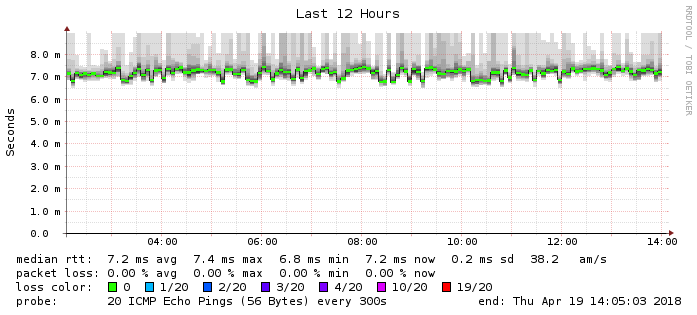 Last 12 Hours
RRDTOOL / TOBI OETIKER
Seconds
8.0 m
7.0 m
6.0 m
5.0 m
4.0 m
3.0 m
2.0 m
1.0 m
0.0
04:00 06:00 08:00 10:00 12:00 14:00
median rtt: 7.2 ms avg 7.4 ms max 6.8 ms min 7.2 ms now 0.2 ms sd 38.2 am/s
packet loss: 0.00 % avg 0.00 % max 0.00 % min 0.00 % now
loss color: 0 1/20 2/20 3/20 4/20 10/20 19/20
probe: 20 ICMP Echo Pings (56 Bytes) every 300s end: Thu Apr 19 14:05:03 2018